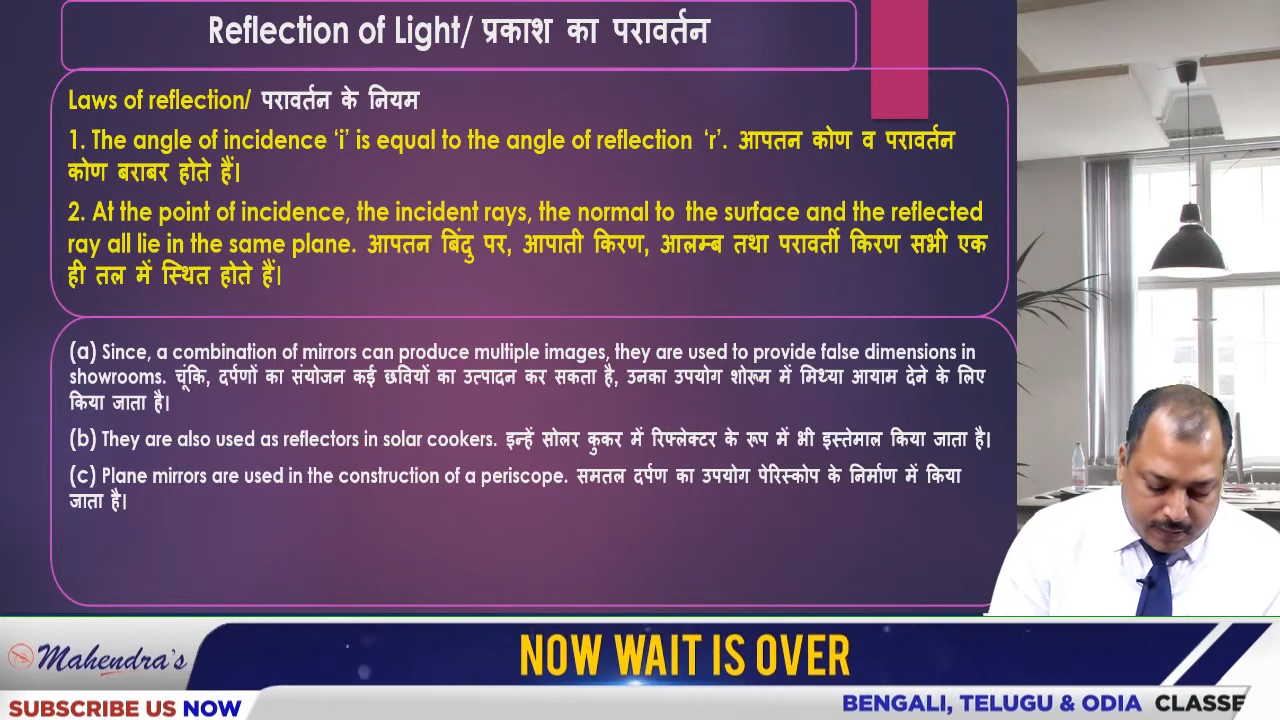 Reflection of Light/ प्रकाश का परावर्तन
Laws of reflection/ परावर्तन के नियम
1. The angle of incidence ‘i’ is equal to the angle of reflection ‘r’. आपतन कोण व परावर्तन
कोण बराबर होते हैं।
2. At the point of incidence, the incident rays, the normal to the surface and the reflected
ray all lie in the same plane. आपतन बिंदु पर, आपाती किरण, आलम्ब तथा परावर्ती किरण सभी एक
ही तल में स्थित होते हैं।
(a) Since, a combination of mirrors can produce multiple images, they are used to provide false dimensions in
showrooms. चूंकि, दर्पणों का संयोजन कई छवियों का उत्पादन कर सकता है, उनका उपयोग शोरूम में मिथ्या आयाम देने के लिए
किया जाता है।
(b) They are also used as reflectors in solar cookers. इन्हें सोलर कुकर में रिफ्लेक्टर के रूप में भी इस्तेमाल किया जाता है।
(c) Plane mirrors are used in the construction of a periscope. समतल दर्पण का उपयोग पेरिस्कोप के निर्माण में किया
जाता है।
Mahendra's
NOW WAIT IS OVER
SUBSCRIBE US NOW
BENGALI, TELUGU & ODIA CLASSE